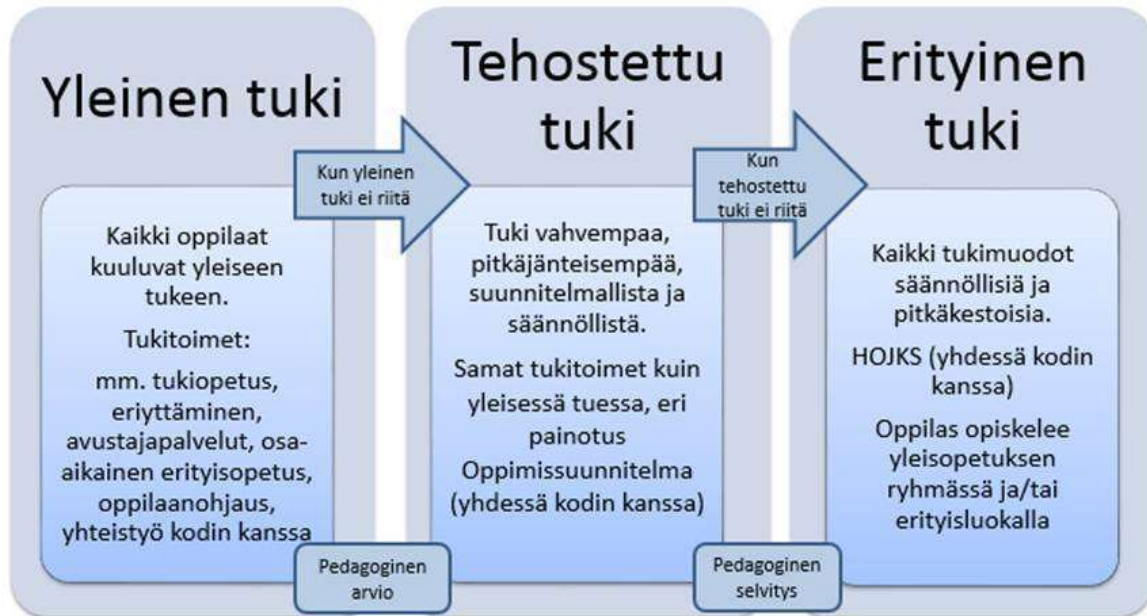 Yleinen tuki
Kun yleinen
tuki ei riitä
Kaikki oppilaat
kuuluvat yleiseen
tukeen.
Tukitoimet:
mm. tukiopetus,
eriyttäminen,
avustajapalvelut, osa-
aikainen erityisopetus,
oppilaanohjaus,
yhteistyö kodin kanssa
Pedagoginen
arvio
Tehostettu
tuki
Kun
tehostettu
tuki ei riitä
Tuki vahvempaa,
pitkäjänteisempää,
suunnitelmallista ja
säännöllistä.
Samat tukitoimet kuin
yleisessä tuessa, eri
painotus
Oppimissuunnitelma
(yhdessä kodin kanssa)
Pedagoginen
selvitys
Erityinen
tuki
Kaikki tukimuodot
säännöllisiä ja
pitkäkestoisia.
HOJKS (yhdessä kodin
kanssa)
Oppilas opiskelee
yleisopetuksen
ryhmässä ja/tai
erityisluokalla